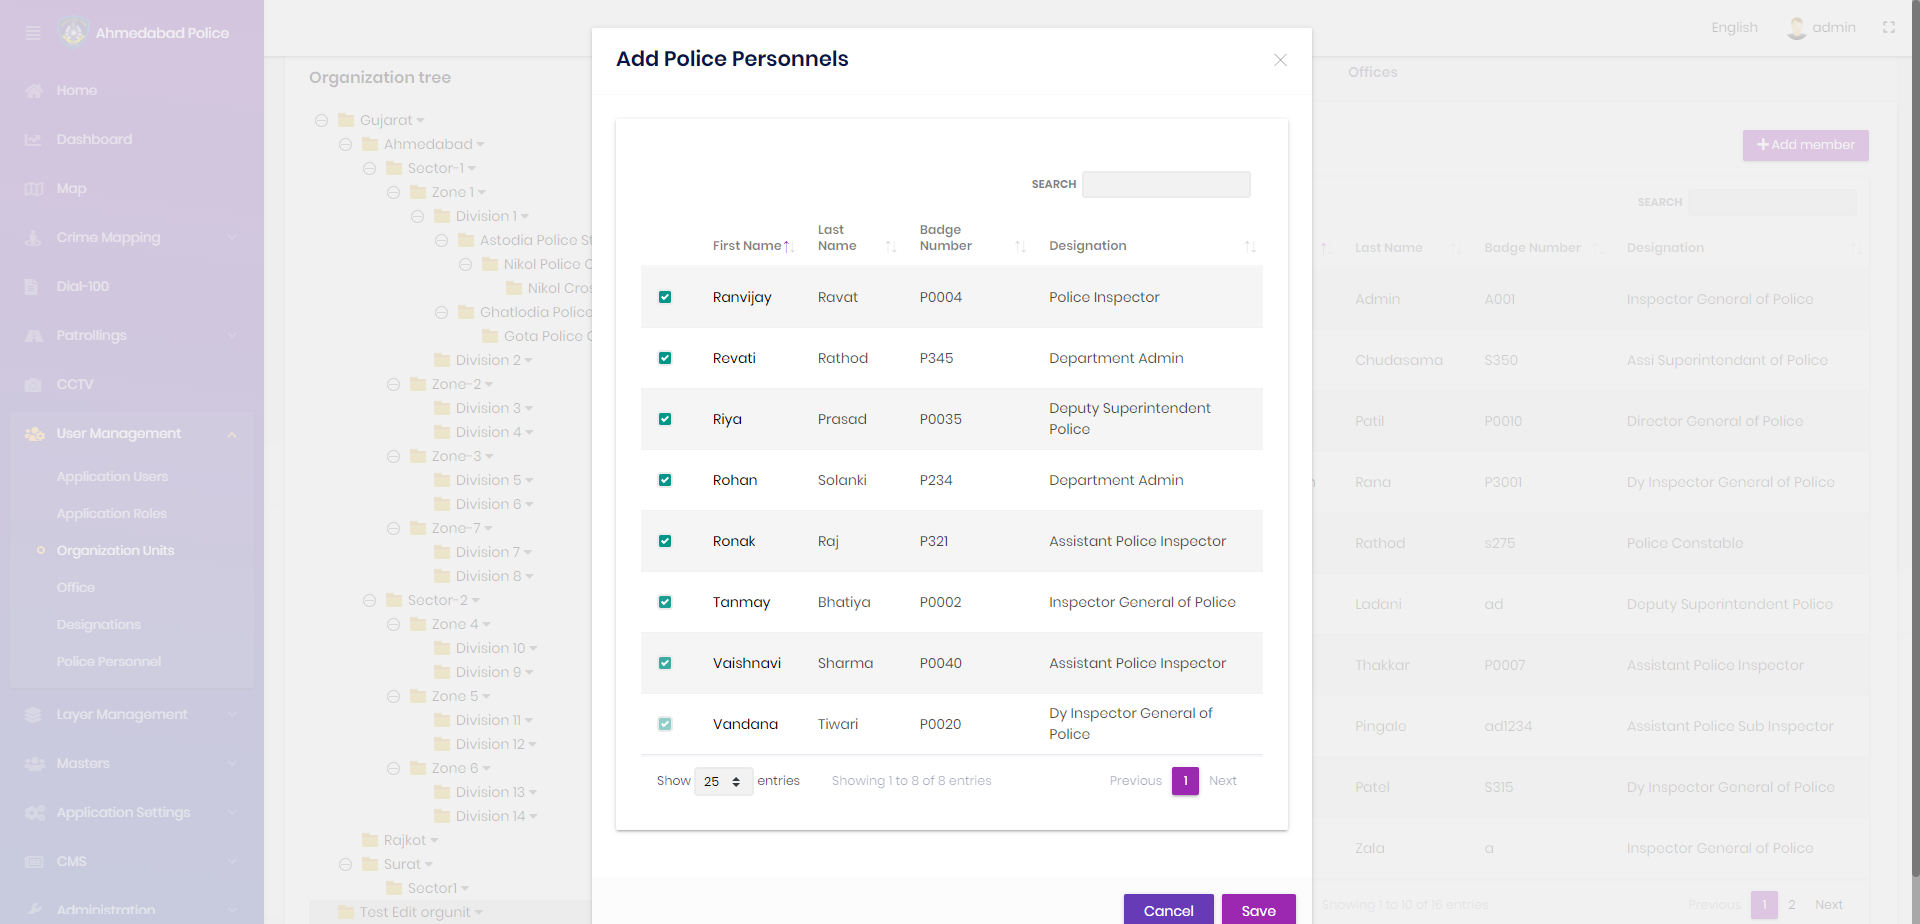 Ahmedabad Police
Home
Dashboard
Map
Crime Mapping
Dial-100
Patrollings
CCTV
User Management
Application Users
Application Roles
Organization Units
Office
Designations
Police Personnel
Layer Management
Masters
Application Settings
CMS
Administration
Organization tree
Gujarat
Ahmedabad
Sector-1
Zone 1
Division 1
Astodia Police St
Nikol Police C
Nikol Cros
Ghatlodia Police
Gota Police C
Division 2
Zone-2
Division 3
Division 4
Zone-3
Division 5
Division 6
Zone-7
Division 7
Division 8
Sector-2
Zone 4
Division 10
Division 9
Zone 5
Division 11
Division 12
Zone 6
Division 13
Division 14
Rajkot
Surat
Sector1
Test Edit orgunit
Add Police Personnels
SEARCH
First Name Last Name Badge Number Designation
Ranvijay Ravat P0004 Police Inspector
Revati Rathod P345 Department Admin
Riya Prasad P0035 Deputy Superintendent Police
Rohan Solanki P234 Department Admin
Ronak Raj P321 Assistant Police Inspector
Tanmay Bhatiya P0002 Inspector General of Police
Vaishnavi Sharma P0040 Assistant Police Inspector
Vandana Tiwari P0020 Dy Inspector General of Police
Show 25 entries Showing 1 to 8 of 8 entries Previous 1 Next
Cancel Save
English admin
Offices
+ Add member
SEARCH
Last Name Badge Number Designation
Admin A001 Inspector General of Police
Chudasama S350 Assi Superintendant of Police
Patil P0010 Director General of Police
Rana P3001 Dy Inspector General of Police
Rathod s275 Police Constable
Ladani ad Deputy Superintendent Police
Thakkar P0007 Assistant Police Inspector
Pingale ad1234 Assistant Police Sub Inspector
Patel S315 Dy Inspector General of Police
Zala a Inspector General of Police
Showing 1 to 10 of 16 entries Previous 1 2 Next